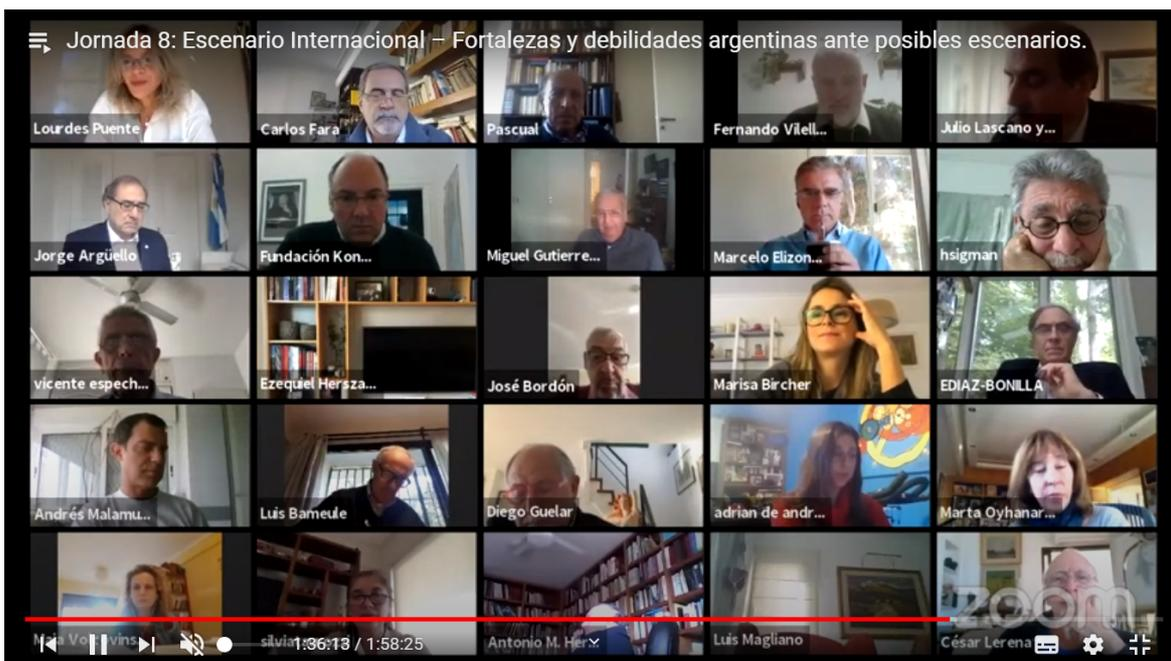 Jornada 8: Escenario Internacional – Fortalezas y debilidades argentinas ante posibles escenarios.
Lourdes Puente
Carlos Fara
Pascual
Fernando Vilell...
Julio Lascano y...
Jorge Argüello
Fundación Kon...
Miguel Gutierre...
Marcelo Elizon...
hsigman
vicente espech...
Ezequiel Hersza...
José Bordón
Marisa Bircher
EDIAZ-BONILLA
Andrés Malamu...
Luis Bameule
Diego Guelar
adrian de andr...
Marta Oyhanar...
silvia
Antonio M. Her...
Luis Magliano
César Lerena
zoom
1:36:13 / 1:58:25